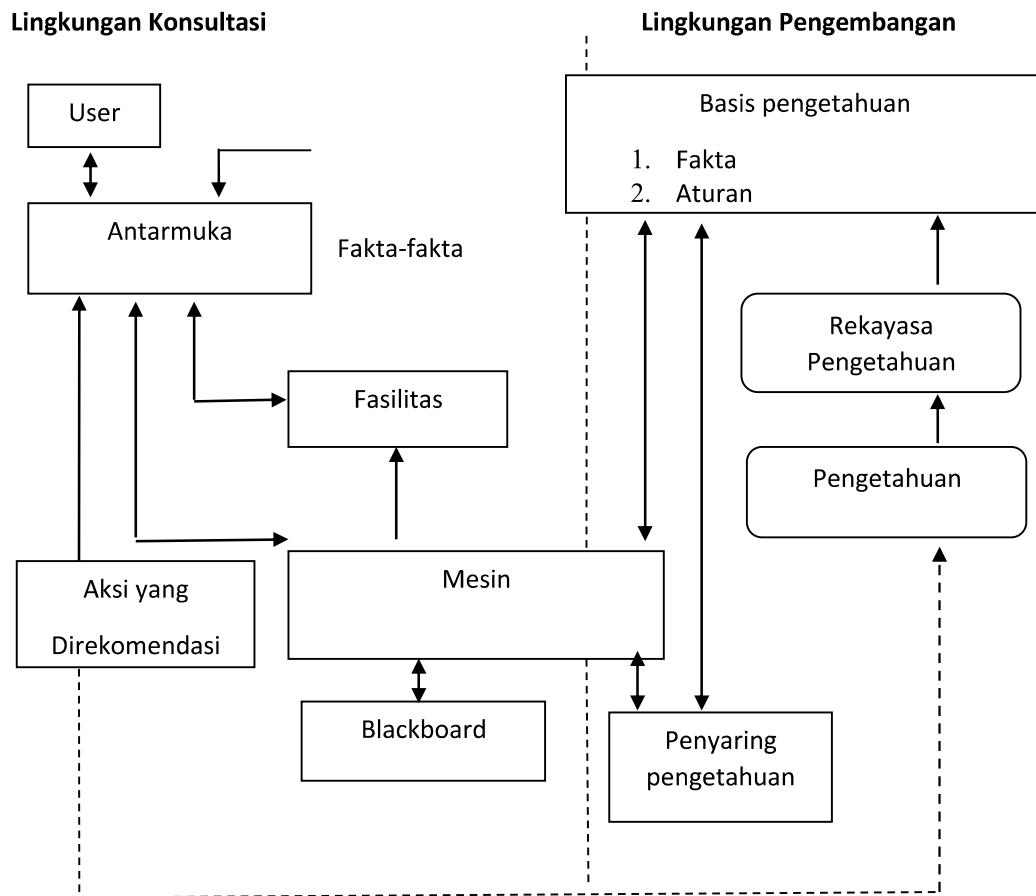 Lingkungan Konsultasi
Lingkungan Pengembangan
User
Basis pengetahuan
1. Fakta
2. Aturan
Antarmuka
Fakta-fakta
Rekayasa
Pengetahuan
Fasilitas
Pengetahuan
Mesin
Aksi yang
Direkomendasi
Blackboard
Penyaring
pengetahuan